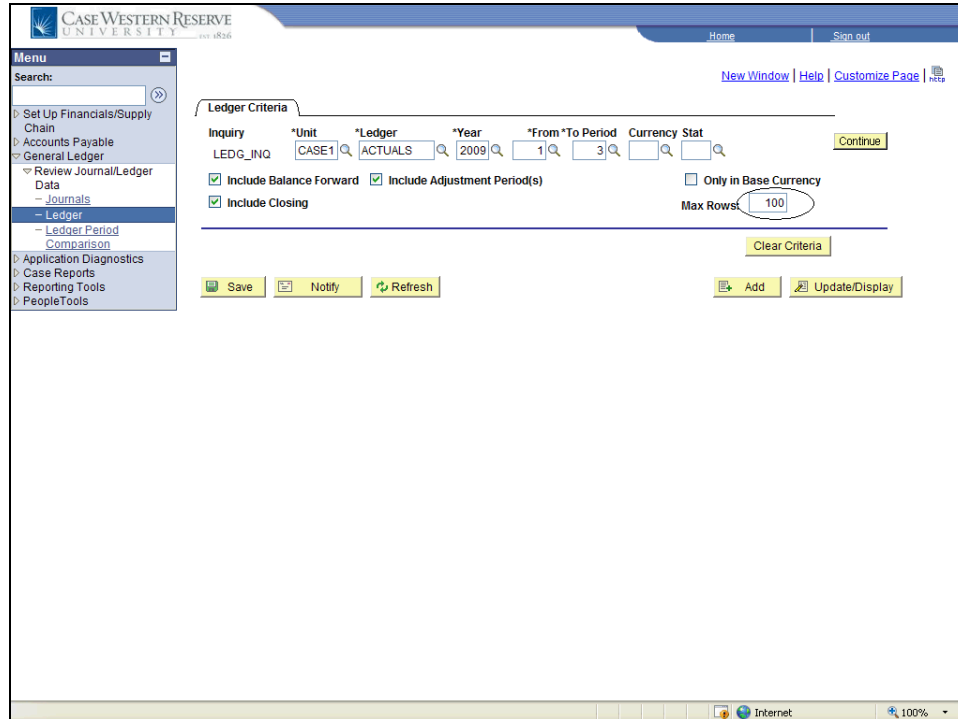 CASE WESTERN RESERVE
UNIVERSITY EST 1826
Home Sign out
Menu
Search:
New Window | Help | Customize Page | http
Set Up Financials/Supply
Chain
Accounts Payable
General Ledger
Review Journal/Ledger
Data
– Journals
– Ledger
– Ledger Period
Comparison
Application Diagnostics
Case Reports
Reporting Tools
PeopleTools
Ledger Criteria
Inquiry *Unit *Ledger *Year *From *To Period Currency Stat
LEDG_INQ CASE1 ACTUALS 2009 1 3 Continue
Include Balance Forward Include Adjustment Period(s) Only in Base Currency
Include Closing Max Rows: 100
Clear Criteria
Save Notify Refresh Add Update/Display
Internet 100%